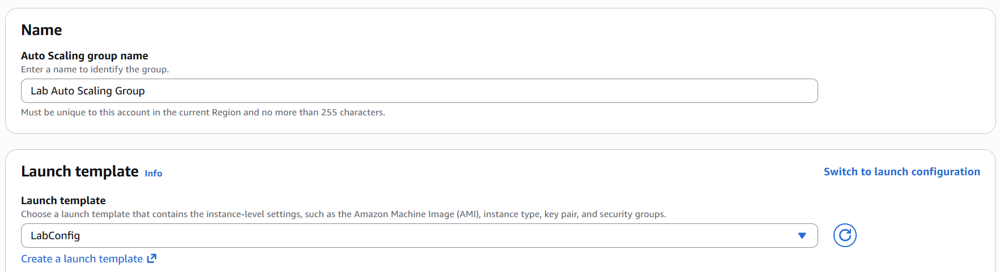 Name
Auto Scaling group name
Enter a name to identify the group.
Lab Auto Scaling Group
Must be unique to this account in the current Region and no more than 255 characters.
Launch template Info
Switch to launch configuration
Launch template
Choose a launch template that contains the instance-level settings, such as the Amazon Machine Image (AMI), instance type, key pair, and security groups.
LabConfig
Create a launch template